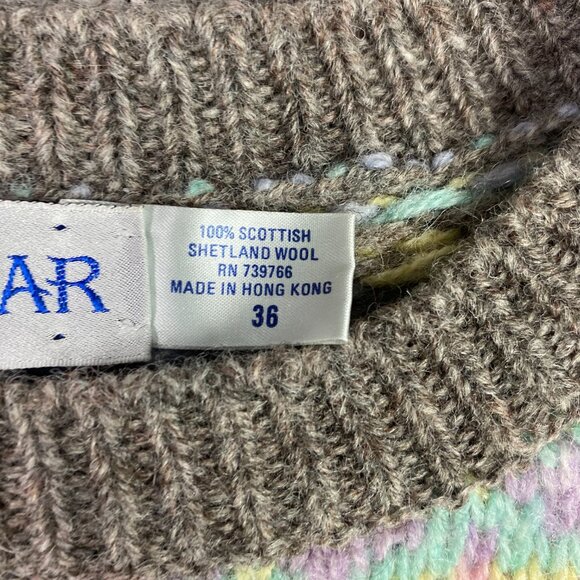 AR
100% SCOTTISH
SHETLAND WOOL
RN 739766
MADE IN HONG KONG
36